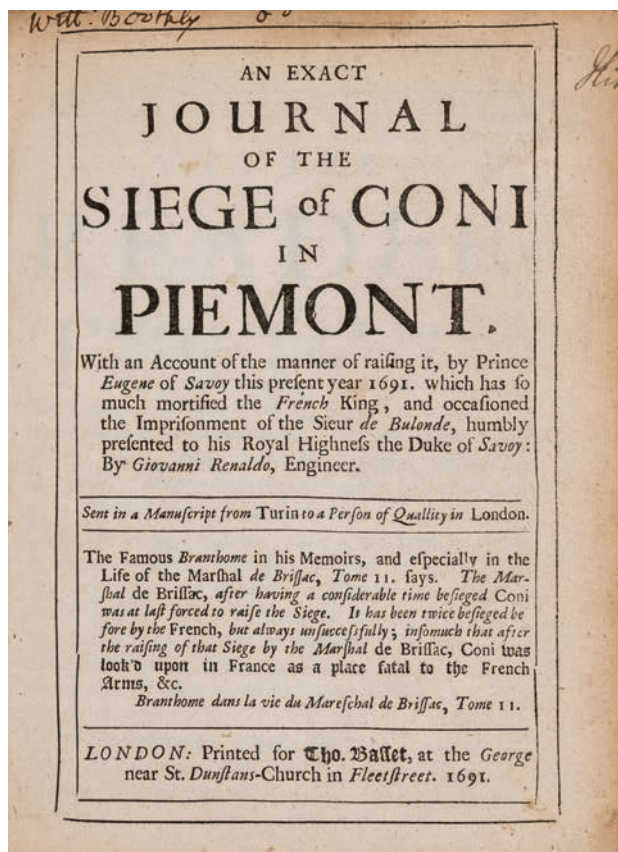 Will: Boothby
AN EXACT
JOURNAL
OF THE
SIEGE of CONI
IN
PIEMONT.
With an Account of the manner of raiſing it, by Prince
Eugene of Savoy this preſent year 1691. which has ſo
much mortified the French King, and occaſioned
the Impriſonment of the Sieur de Bulonde, humbly
preſented to his Royal Highneſs the Duke of Savoy:
By Giovanni Renaldo, Engineer.
Sent in a Manuſcript from Turin to a Perſon of Quallity in London.
The Famous Branthome in his Memoirs, and eſpecially in the
Life of the Marſhal de Briſſac, Tome 11. ſays. The Mar-
ſhal de Briſſac, after having a conſiderable time beſieged Coni
was at laſt forced to raiſe the Siege. It has been twice beſieged be
fore by the French, but always unſucceſsfully; inſomuch that after
the raiſing of that Siege by the Marſhal de Briſſac, Coni was
look'd upon in France as a place fatal to the French
Arms, &c.
Branthome dans la vie du Mareſchal de Briſſac, Tome 11.
LONDON: Printed for Tho. Baſſet, at the George
near St. Dunſtans-Church in Fleetſtreet. 1691.